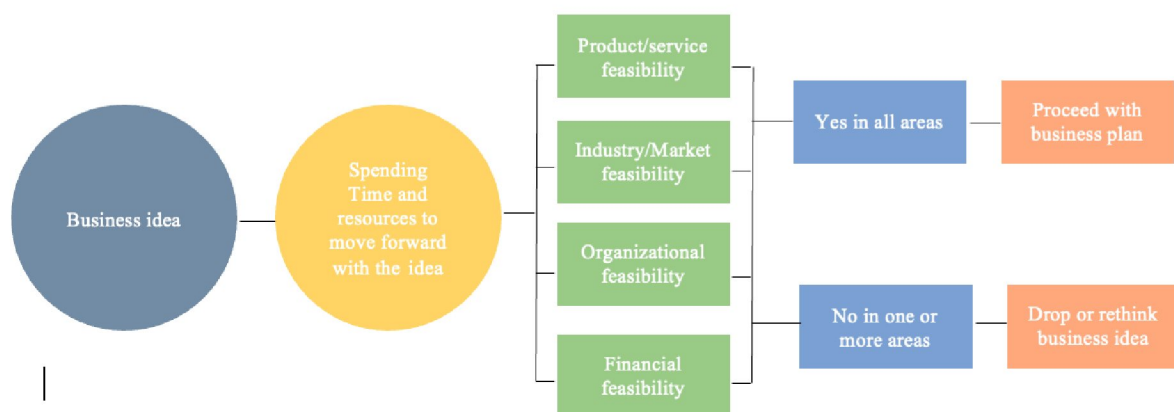 Business idea
Spending
Time and
resources to
move forward
with the idea
Product/service
feasibility
Industry/Market
feasibility
Organizational
feasibility
Financial
feasibility
Yes in all areas
Proceed with
business plan
No in one or
more areas
Drop or rethink
business idea